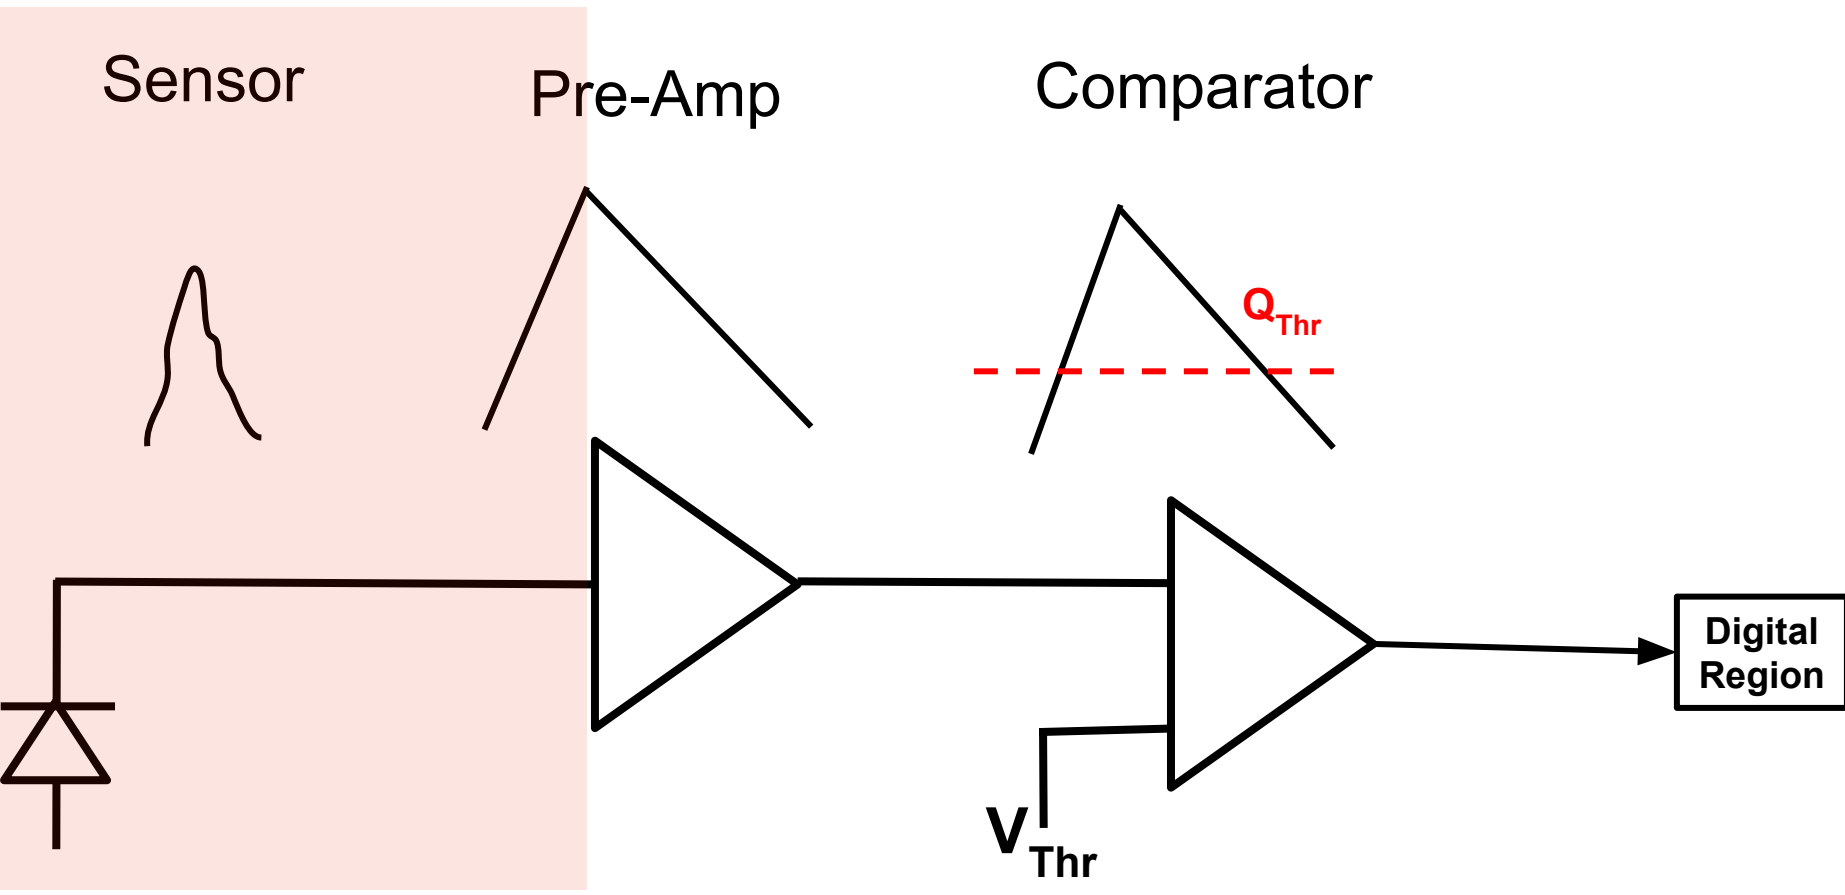 Sensor
Pre-Amp
Comparator
QThr
VThr
Digital
Region